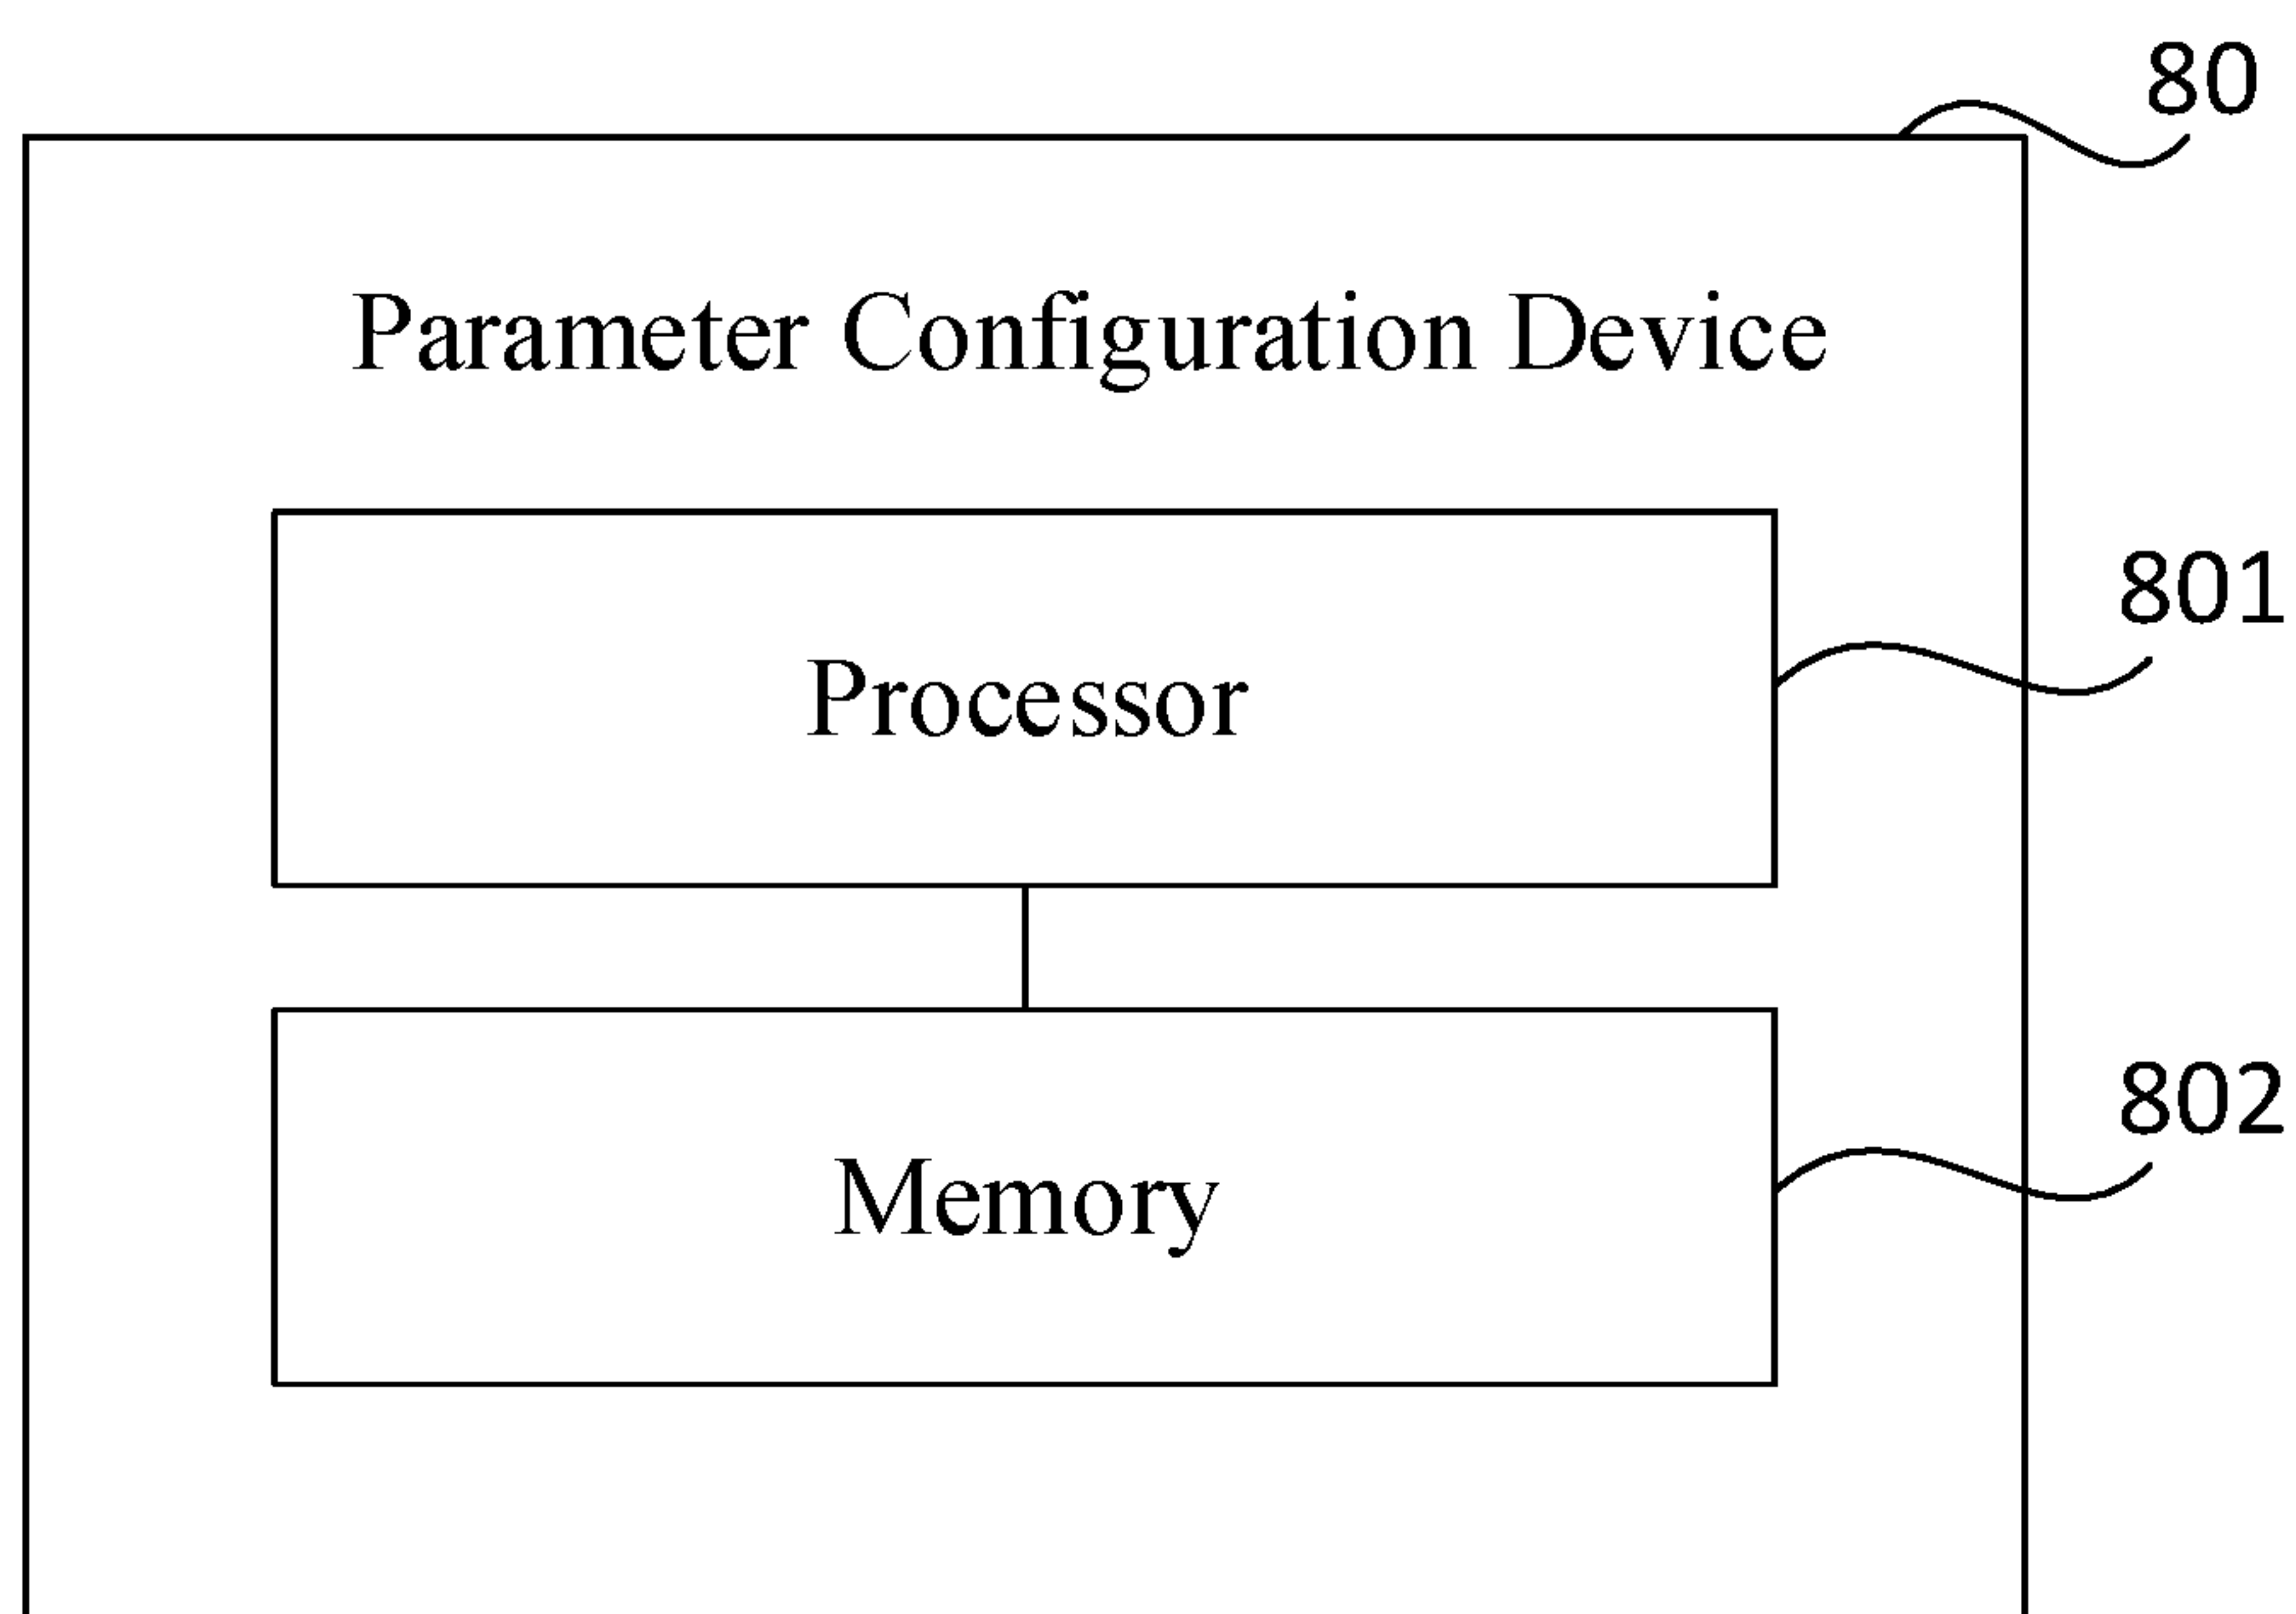 80
Parameter Configuration Device
801
Processor
802
Memory